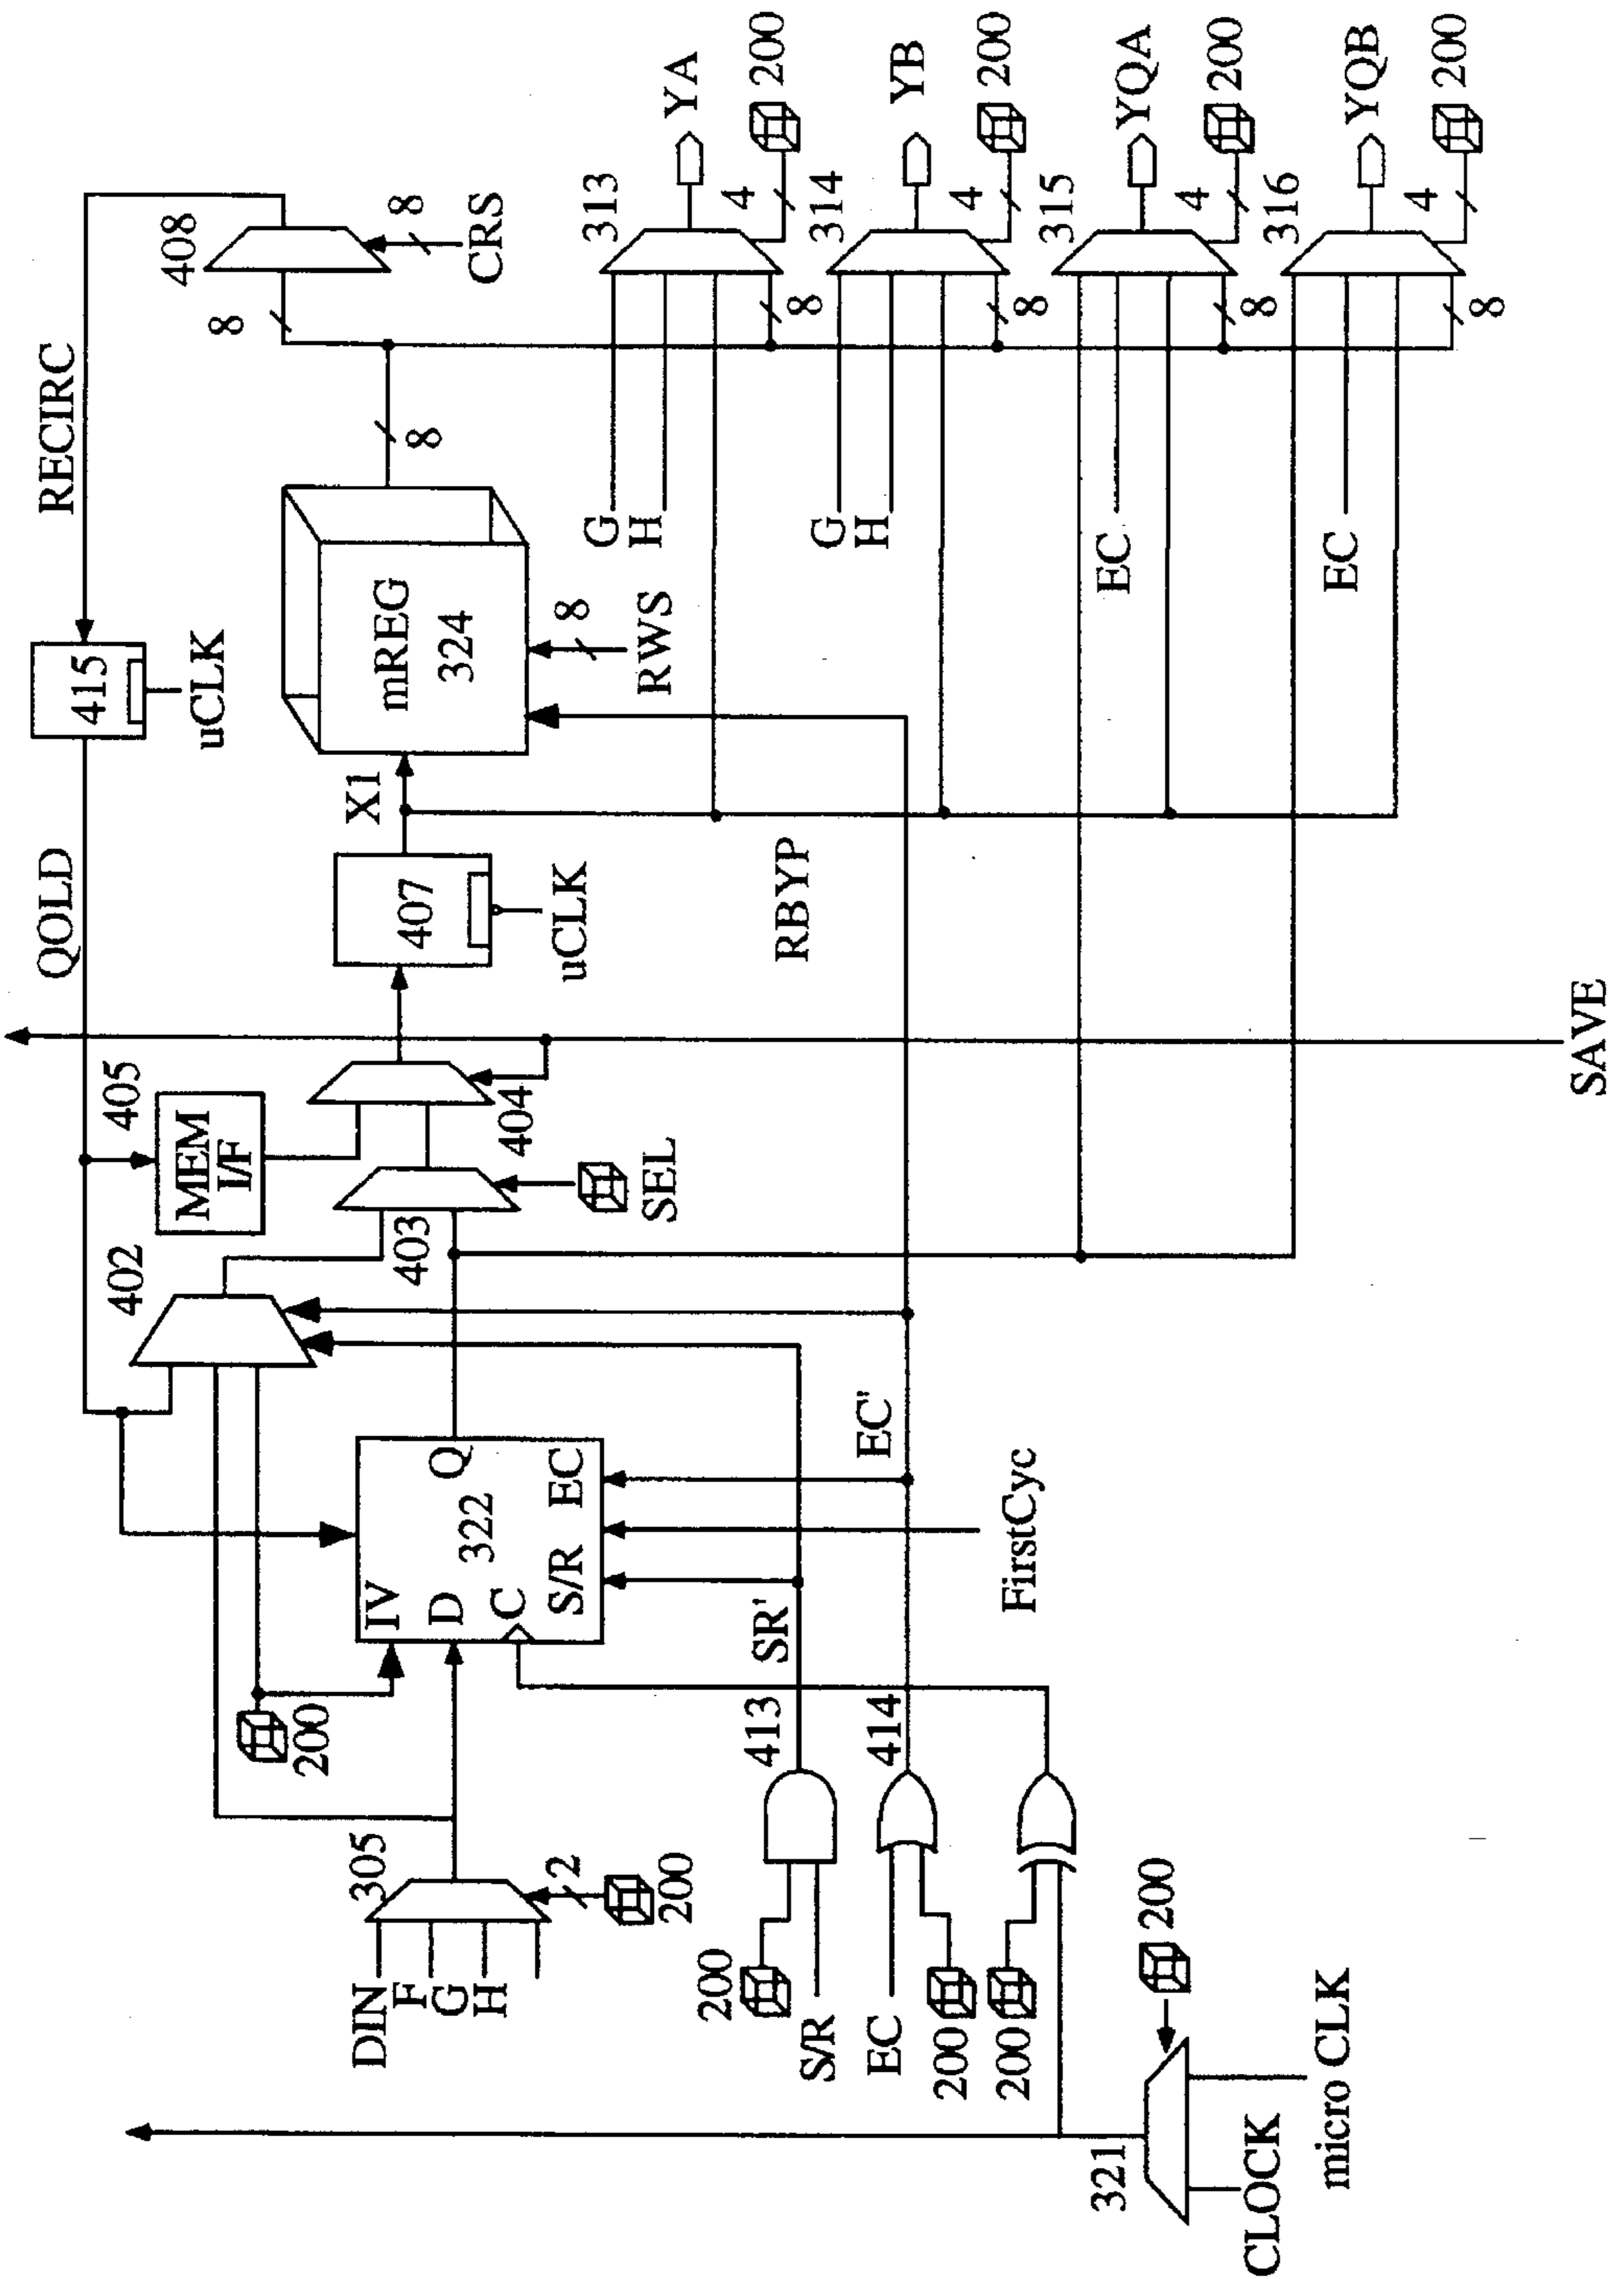 RECIRC
QOLD
415
uCLK
408
8
8
CRS
405
MEM
I/F
402
403
404
SEL
407
uCLK
X1
mREG
324
8
RWS
8
RBYP
G
H
313
YA
4
200
8
G
H
314
YB
4
200
8
EC
315
YQA
4
200
8
EC
316
YQB
4
200
8
SAVE
IV
D
C
Q
322
S/R
EC
200
305
DIN
F
G
H
2
200
413
SR'
200
S/R
414
EC'
EC
200
200
FirstCyc
321
200
CLOCK
micro CLK